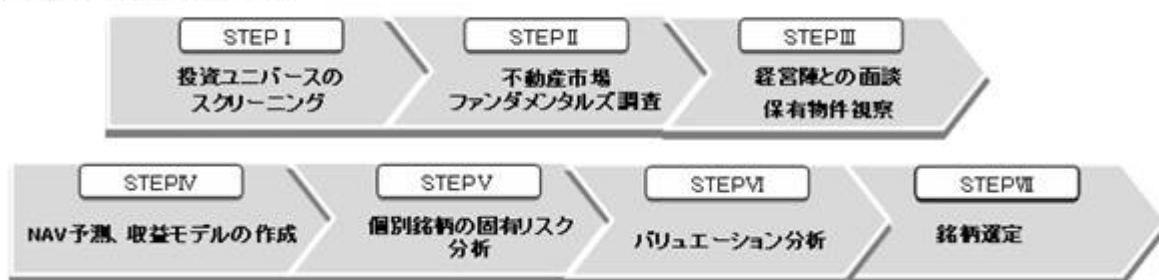 STEPⅠ
投資ユニバースの
スクリーニング
STEPⅡ
不動産市場
ファンダメンタルズ調査
STEPⅢ
経営陣との面談
保有物件視察
STEPⅣ
NAV予測、収益モデルの作成
STEPⅤ
個別銘柄の固有リスク
分析
STEPⅥ
バリュエーション分析
STEPⅦ
銘柄選定